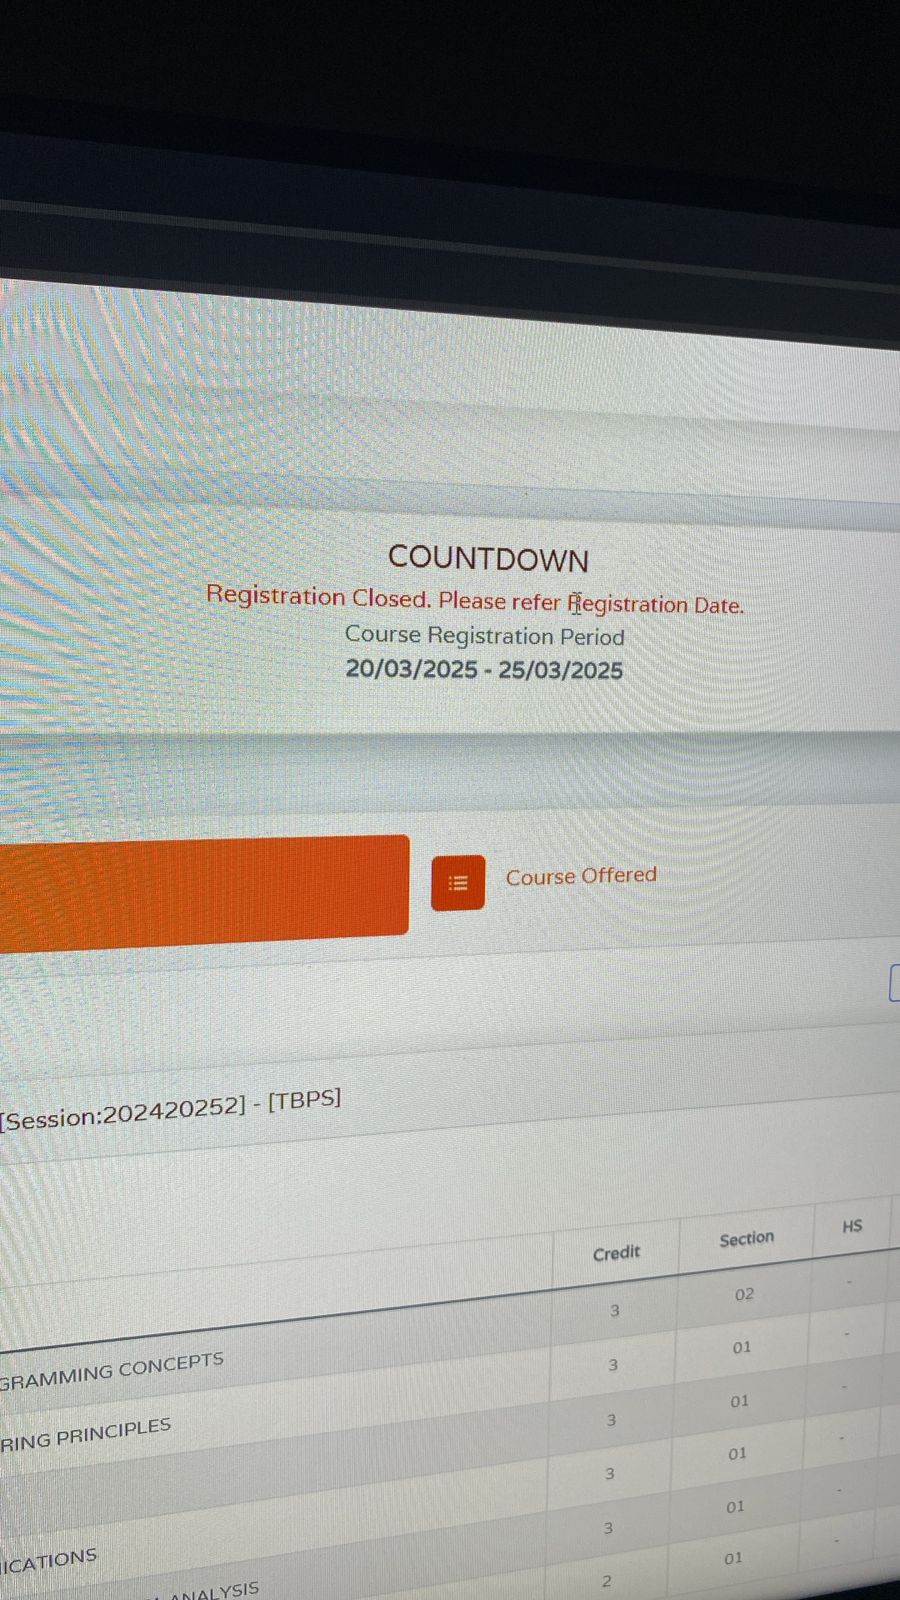 COUNTDOWN
Registration Closed. Please refer Registration Date.
Course Registration Period
20/03/2025 - 25/03/2025
Course Offered
[Session:202420252] - [TBPS]
Credit Section HS
3 02 -
GRAMMING CONCEPTS 3 01 -
RING PRINCIPLES 3 01 -
3 01 -
ICATIONS 3 01 -
ANALYSIS 2 01 -